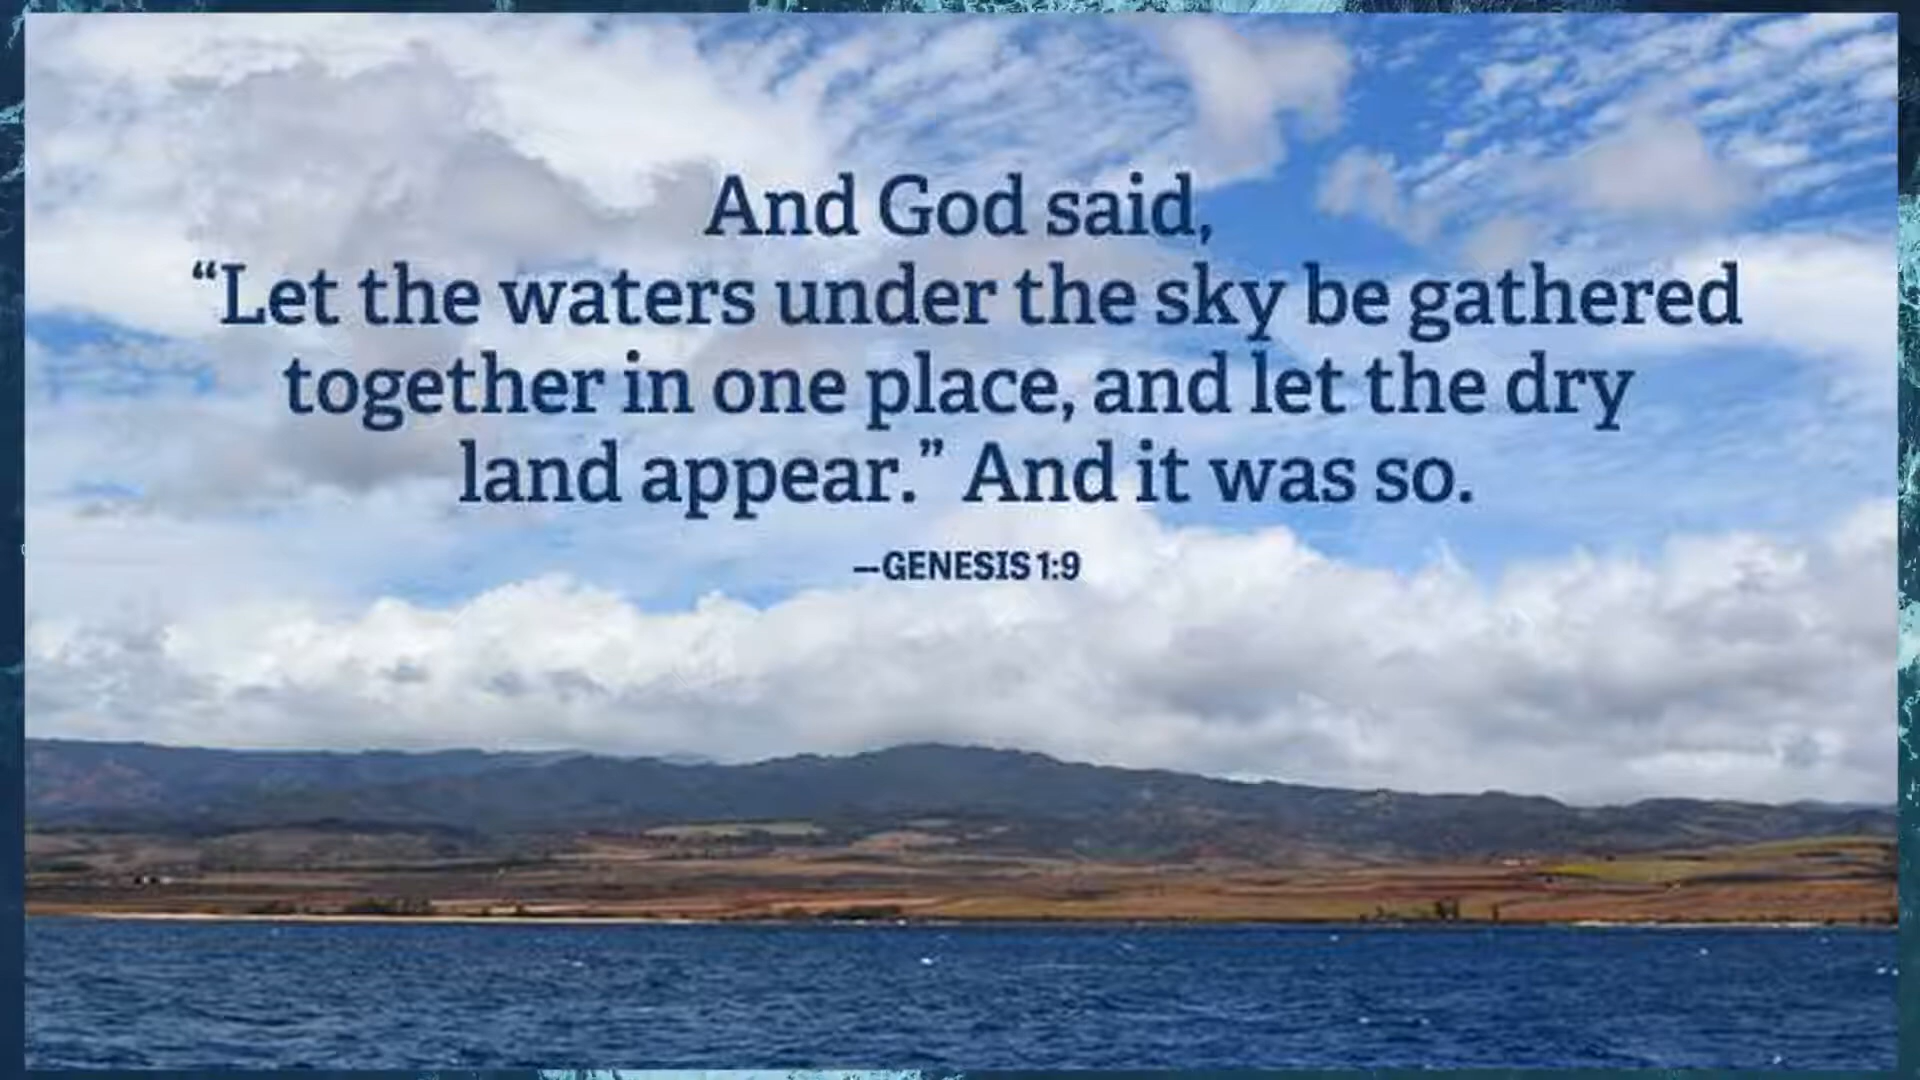 And God said,
“Let the waters under the sky be gathered
together in one place, and let the dry
land appear.” And it was so.
—GENESIS 1:9